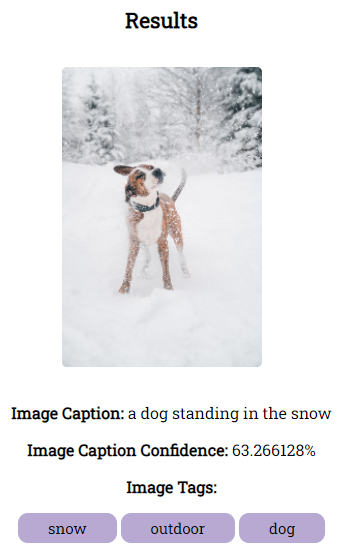 Results
Image Caption: a dog standing in the snow
Image Caption Confidence: 63.266128%
Image Tags:
snow outdoor dog